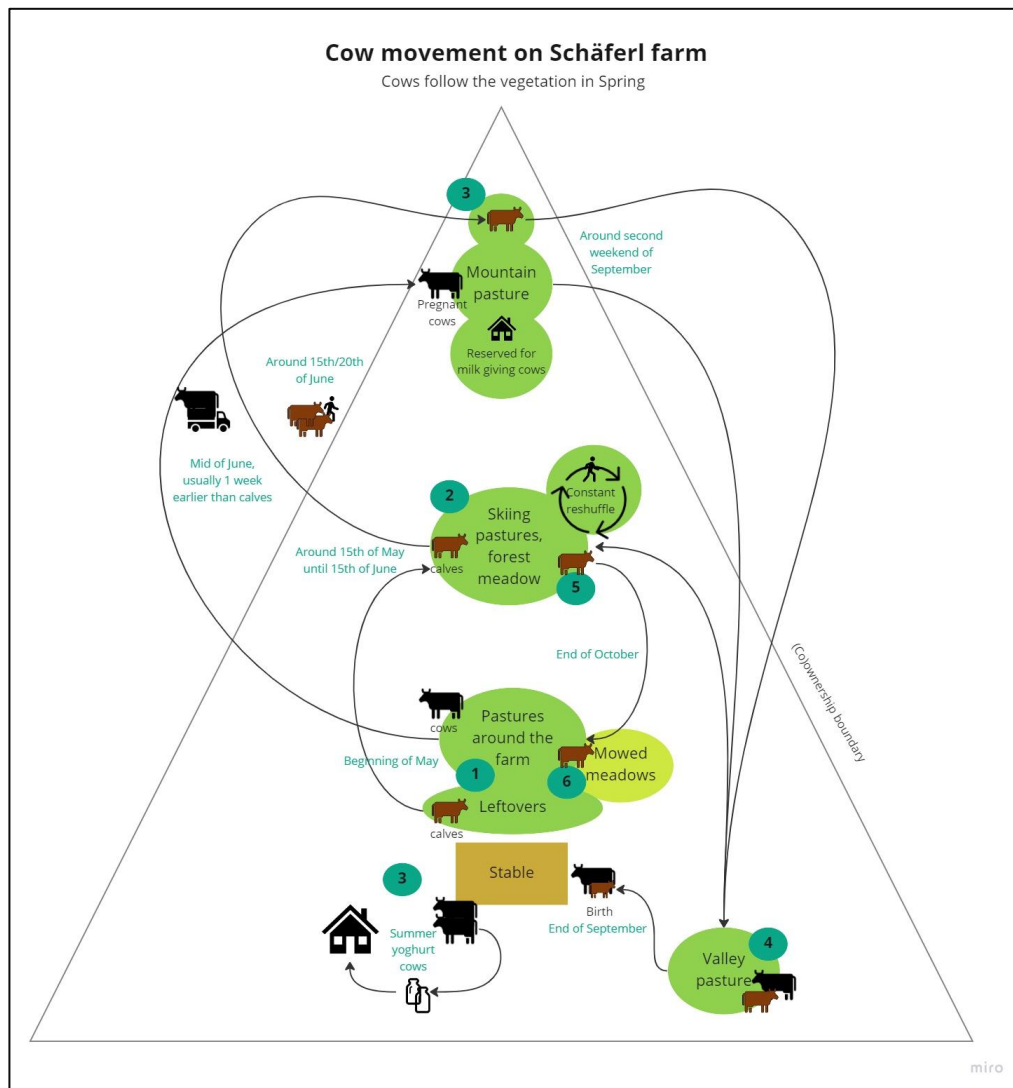 Cow movement on Schäferl farm
Cows follow the vegetation in Spring
3
Around second
weekend of
September
Mountain
pasture
Pregnant
cows
Reserved for
milk giving cows
Around 15th/20th
of June
Mid of June,
usually 1 week
earlier than calves
2
Constant
reshuffle
Skiing
pastures,
forest
meadow
calves
Around 15th of May
until 15th of June
5
End of October
(Co)ownership boundary
cows
Pastures
around the
farm
Mowed
meadows
Beginning of May
1
6
Leftovers
calves
Stable
3
Birth
End of September
Summer
yoghurt
cows
4
Valley
pasture
miro